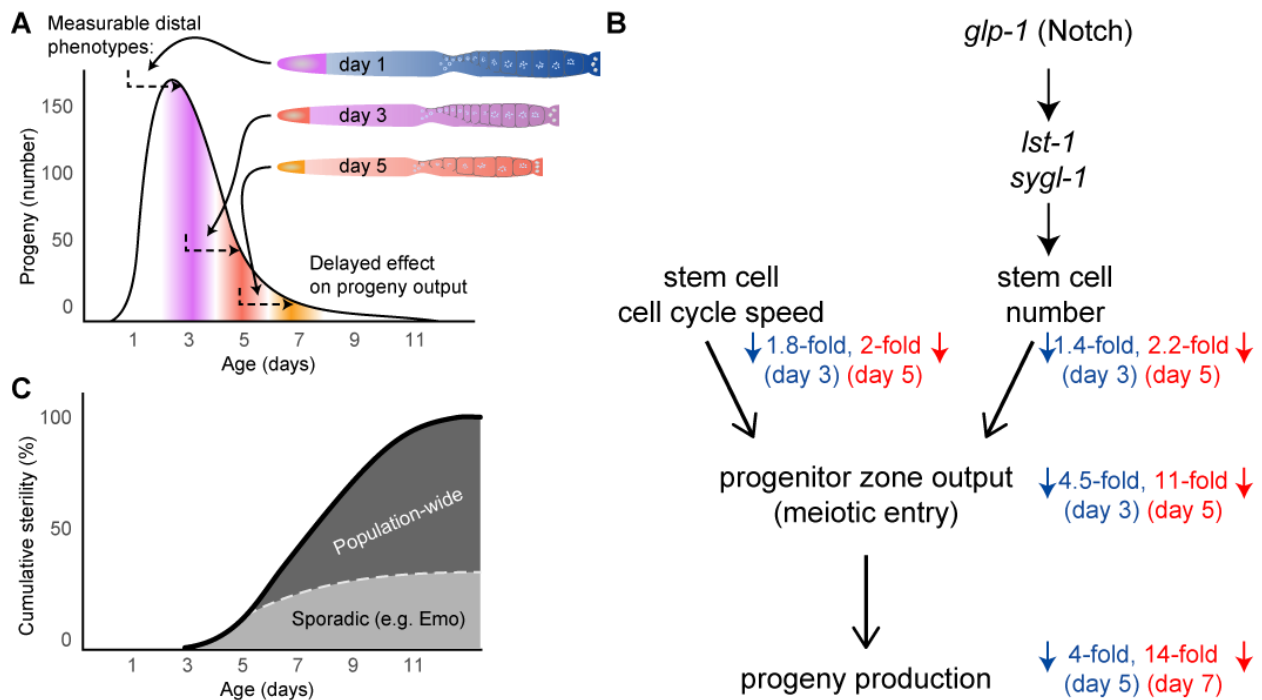 A
Measurable distal
phenotypes:
day 1
day 3
day 5
Progeny (number)
150
100
50
0
Delayed effect
on progeny output
1 3 5 7 9 11
Age (days)
B
glp-1 (Notch)
lst-1
sygl-1
stem cell
cell cycle speed
1.8-fold, 2-fold
(day 3) (day 5)
stem cell
number
1.4-fold, 2.2-fold
(day 3) (day 5)
progenitor zone output
(meiotic entry)
4.5-fold, 11-fold
(day 3) (day 5)
progeny production
4-fold, 14-fold
(day 5) (day 7)
C
Cumulative sterility (%)
100
50
0
Population-wide
Sporadic (e.g. Emo)
1 3 5 7 9 11
Age (days)